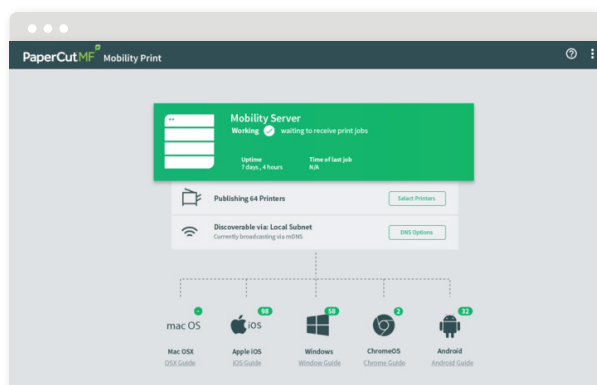 PaperCutMF Mobility Print
Mobility Server
Working waiting to receive print jobs
Uptime Time of last job
7 days, 4 hours N/A
Publishing 64 Printers Select Printers
Discoverable via: Local Subnet
Currently broadcasting via mDNS
DNS Options
- 98 58 2 32
mac OS iOS
Mac OSX Apple iOS Windows ChromeOS Android
OSX Guide iOS Guide Window Guide Chrome Guide Android Guide